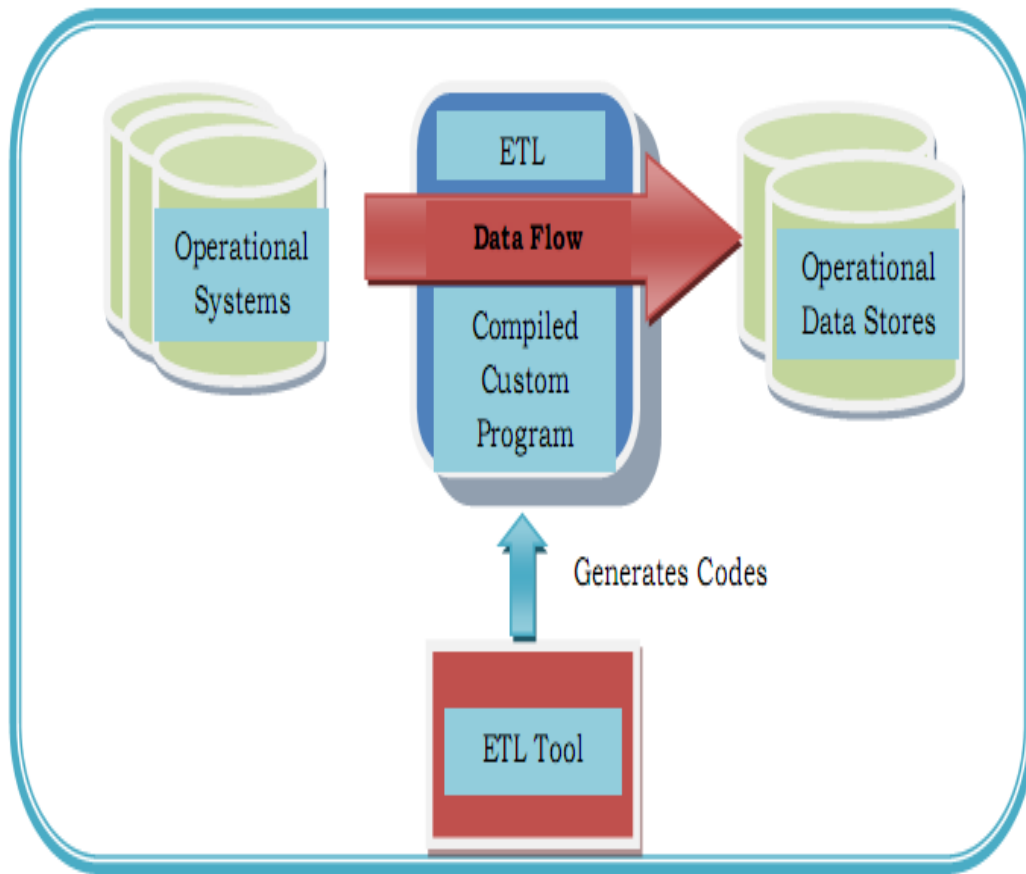 ETL
Data Flow
Operational
Systems
Compiled
Custom
Program
Operational
Data Stores
Generates Codes
ETL Tool